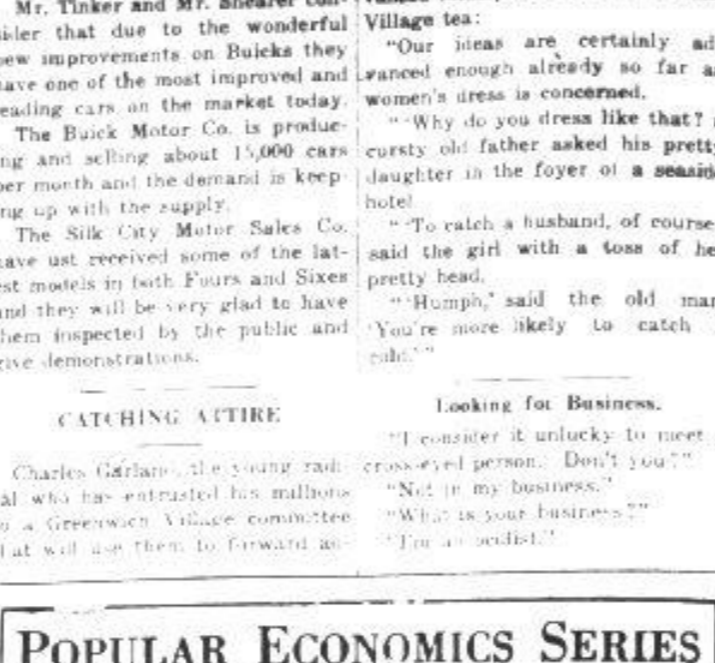 Mr. Tinker and Mr. Shearer con-
sider that due to the wonderful
new improvements on Buicks they
have one of the most improved and
leading cars on the market today.
The Buick Motor Co. is produc-
ing and selling about 15,000 cars
per month and the demand is keep-
ing up with the supply.
The Silk City Motor Sales Co.
have ust received some of the lat-
est models in both Fours and Sixes
and they will be very glad to have
them inspected by the public and
give demonstrations.
CATCHING ATTIRE
Charles Garland, the young radi-
cal who has entrusted his millions
to a Greenwich Village committee
that will use them to forward ad-
Village tea:
"Our ideas are certainly ad-
vanced enough already so far as
women's dress is concerned.
"'Why do you dress like that?'
cursty old father asked his pretty
daughter in the foyer of a seaside
hotel
"'To catch a husband, of course,
said the girl with a toss of her
pretty head.
"'Humph,' said the old man
'You're more likely to catch
cold.'"
Looking for Business.
"I consider it unlucky to meet
cross-eyed person. Don't you?"
"Not in my business."
"What is your business?"
"I'm an oculist."
POPULAR ECONOMICS SERIES